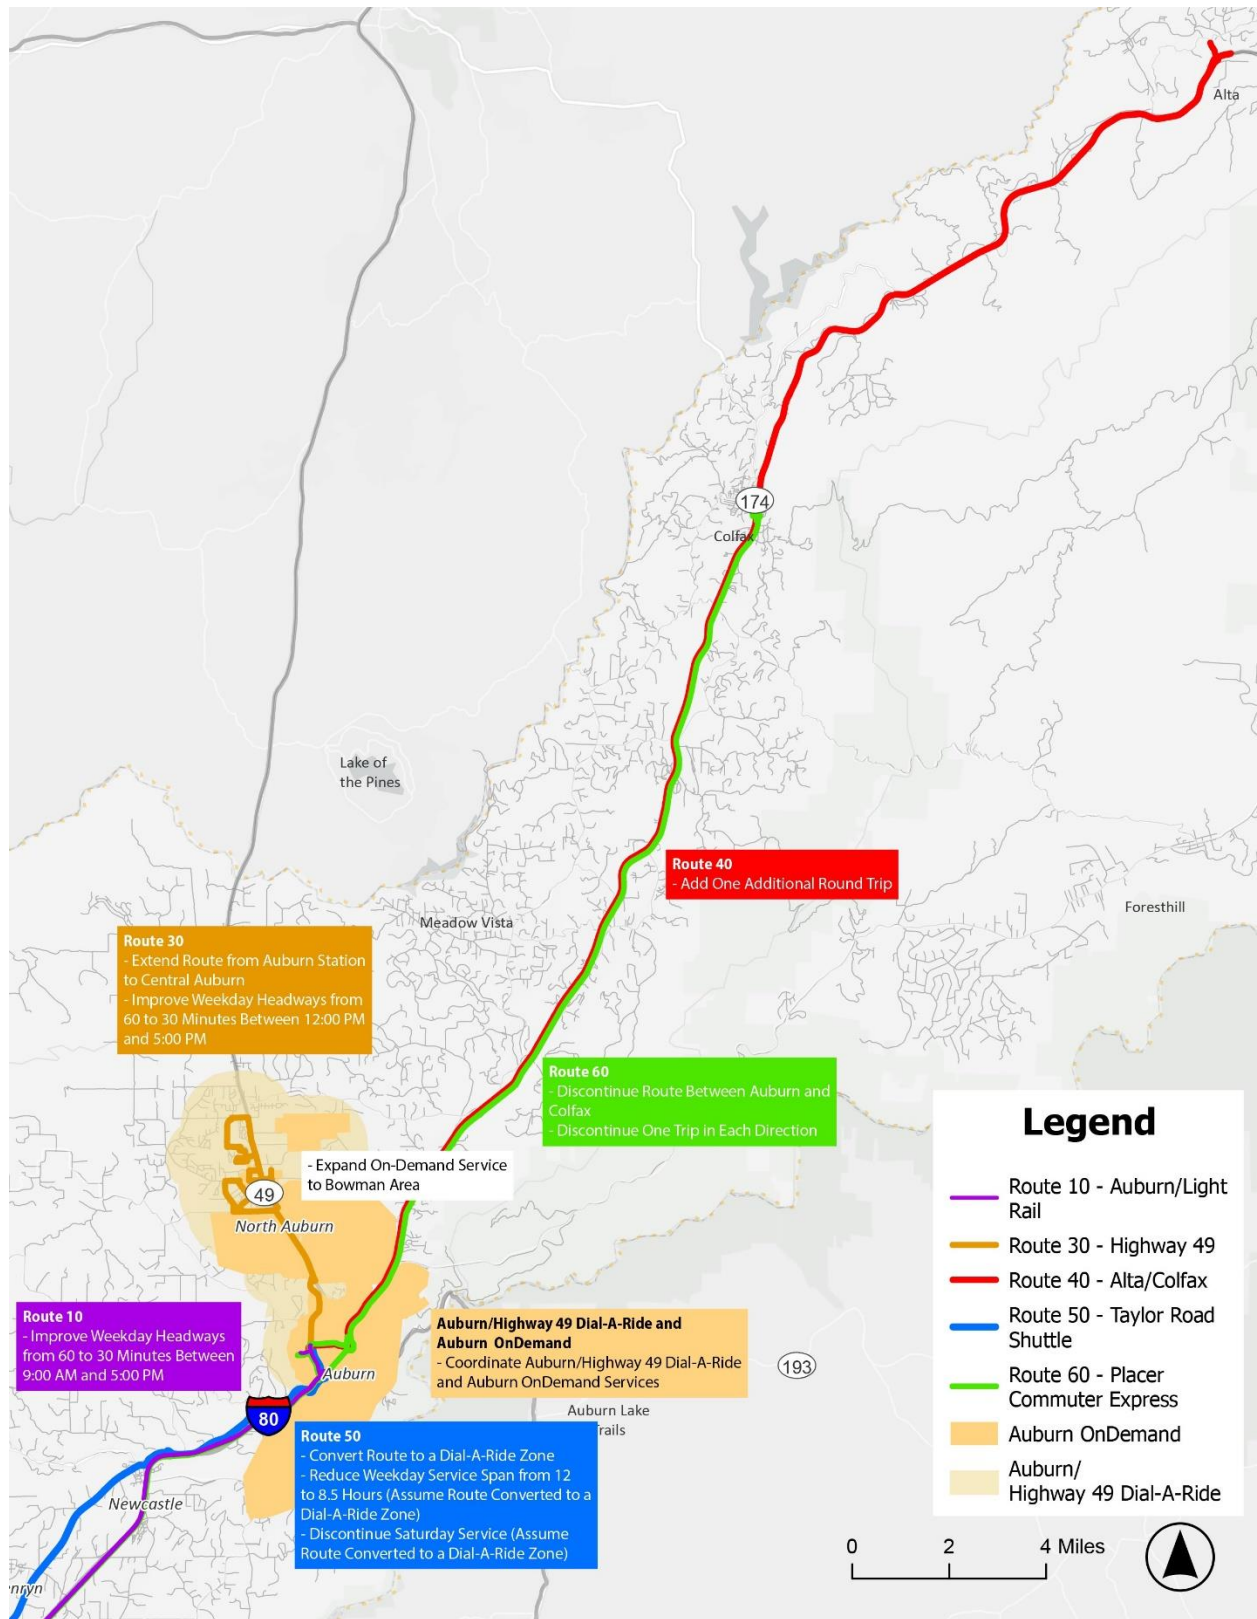 Alta
174
Colfax
Lake of
the Pines
Route 40
- Add One Additional Round Trip
Meadow Vista
Foresthill
Route 30
- Extend Route from Auburn Station
to Central Auburn
- Improve Weekday Headways from
60 to 30 Minutes Between 12:00 PM
and 5:00 PM
Route 60
- Discontinue Route Between Auburn and
Colfax
- Discontinue One Trip in Each Direction
- Expand On-Demand Service
to Bowman Area
49
North Auburn
Route 10
- Improve Weekday Headways
from 60 to 30 Minutes Between
9:00 AM and 5:00 PM
Auburn/Highway 49 Dial-A-Ride and
Auburn OnDemand
- Coordinate Auburn/Highway 49 Dial-A-Ride
and Auburn OnDemand Services
193
Auburn
80
Auburn Lake
Trails
Route 50
- Convert Route to a Dial-A-Ride Zone
- Reduce Weekday Service Span from 12
to 8.5 Hours (Assume Route Converted to a
Dial-A-Ride Zone)
- Discontinue Saturday Service (Assume
Route Converted to a Dial-A-Ride Zone)
Newcastle
enryn
Legend
Route 10 - Auburn/Light
Rail
Route 30 - Highway 49
Route 40 - Alta/Colfax
Route 50 - Taylor Road
Shuttle
Route 60 - Placer
Commuter Express
Auburn OnDemand
Auburn/
Highway 49 Dial-A-Ride
0 2 4 Miles